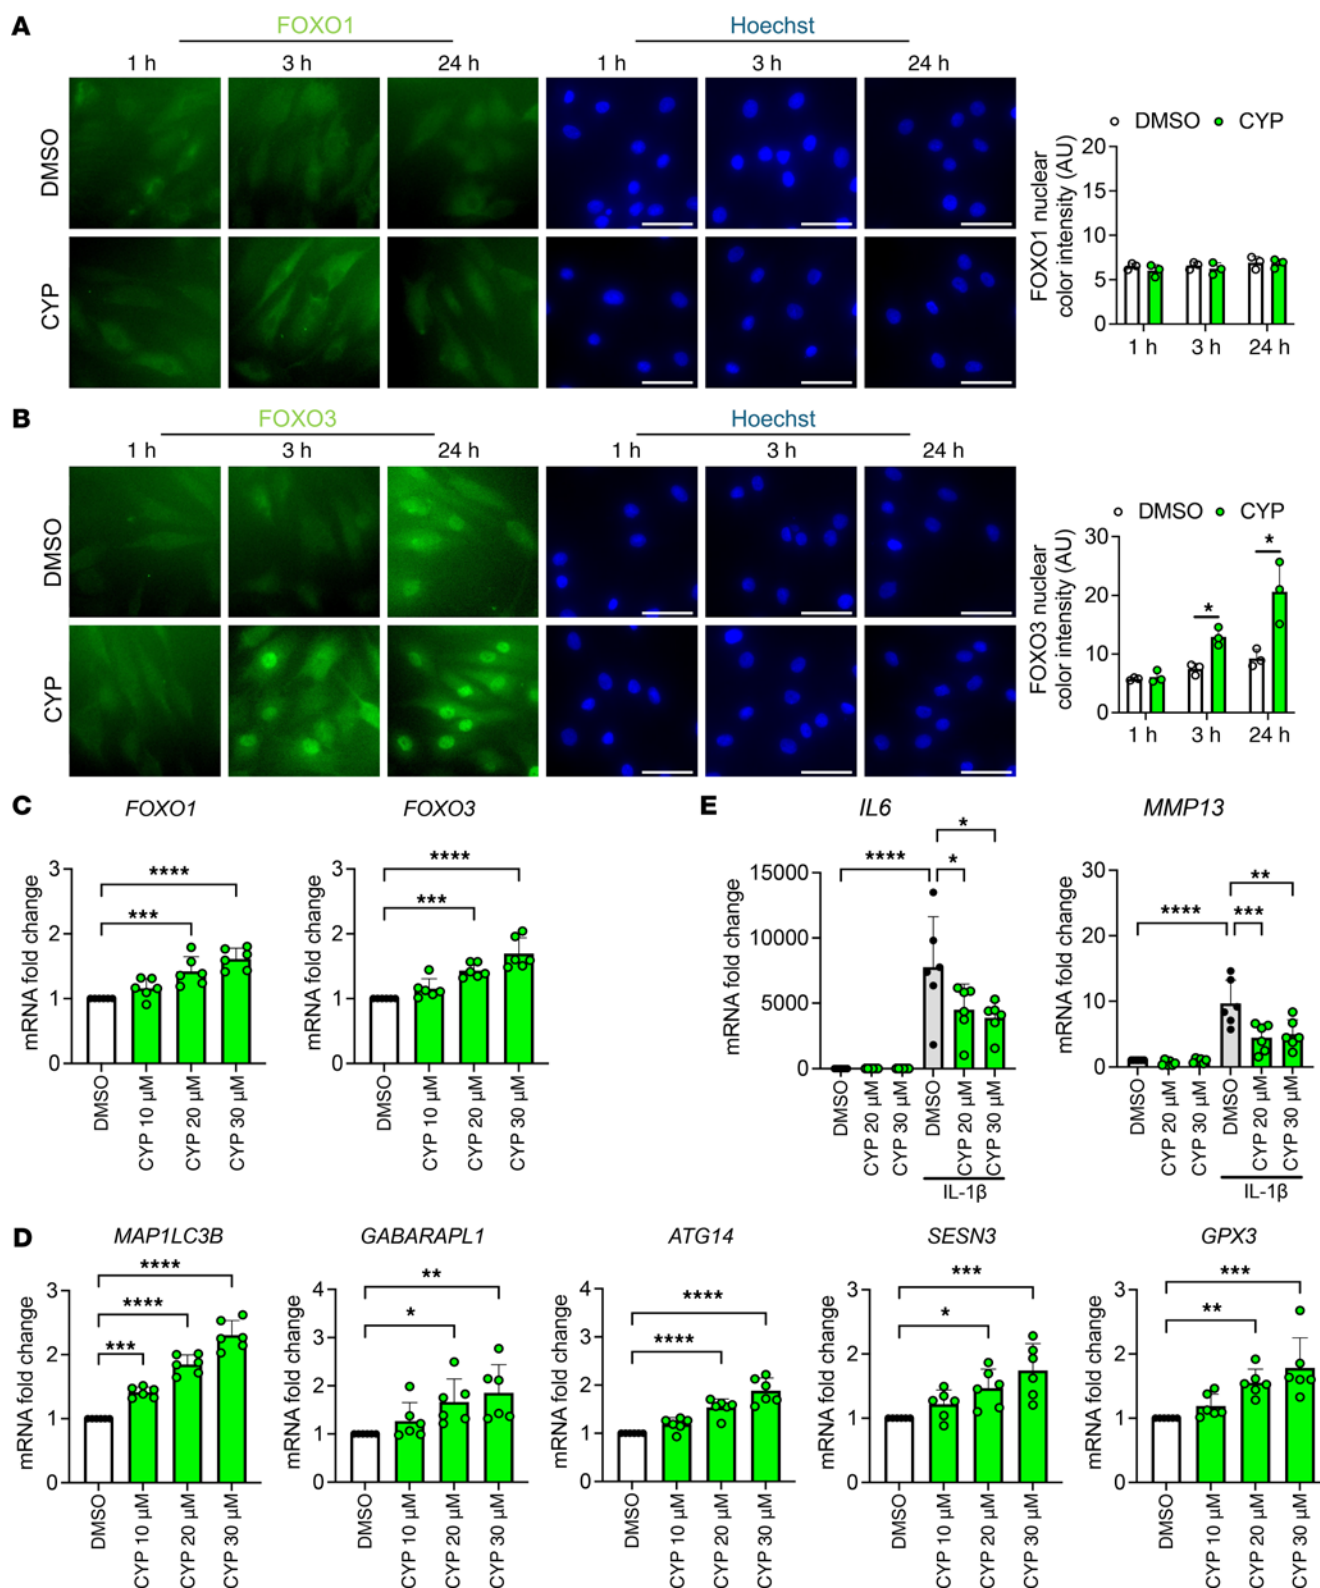 A
FOXO1
Hoechst
1 h
3 h
24 h
1 h
3 h
24 h
DMSO
CYP
DMSO
CYP
FOXO1 nuclear
color intensity (AU)
20
15
10
5
0
1 h
3 h
24 h
B
FOXO3
Hoechst
1 h
3 h
24 h
1 h
3 h
24 h
DMSO
CYP
DMSO
CYP
FOXO3 nuclear
color intensity (AU)
30
20
10
0
*
*
1 h
3 h
24 h
C
FOXO1
mRNA fold change
3
2
1
0
****
***
DMSO
CYP 10 µM
CYP 20 µM
CYP 30 µM
FOXO3
mRNA fold change
3
2
1
0
****
***
DMSO
CYP 10 µM
CYP 20 µM
CYP 30 µM
E
IL6
mRNA fold change
15000
10000
5000
0
****
*
*
DMSO
CYP 20 µM
CYP 30 µM
DMSO
CYP 20 µM
CYP 30 µM
IL-1β
MMP13
mRNA fold change
30
20
10
0
****
**
***
DMSO
CYP 20 µM
CYP 30 µM
DMSO
CYP 20 µM
CYP 30 µM
IL-1β
D
MAP1LC3B
mRNA fold change
3
2
1
0
****
****
***
DMSO
CYP 10 µM
CYP 20 µM
CYP 30 µM
GABARAPL1
mRNA fold change
4
3
2
1
0
**
*
DMSO
CYP 10 µM
CYP 20 µM
CYP 30 µM
ATG14
mRNA fold change
4
3
2
1
0
****
****
DMSO
CYP 10 µM
CYP 20 µM
CYP 30 µM
SESN3
mRNA fold change
3
2
1
0
***
*
DMSO
CYP 10 µM
CYP 20 µM
CYP 30 µM
GPX3
mRNA fold change
3
2
1
0
***
**
DMSO
CYP 10 µM
CYP 20 µM
CYP 30 µM